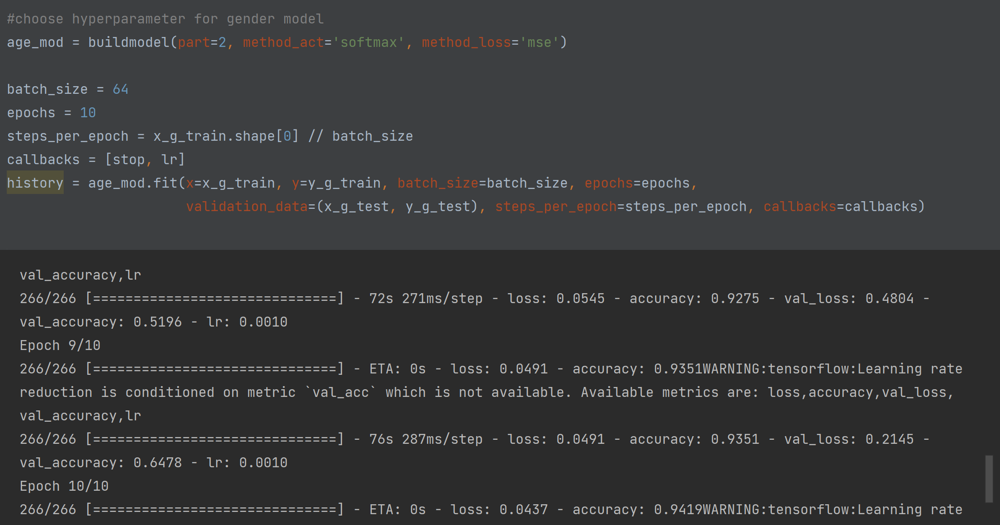 #choose hyperparameter for gender model
age_mod = buildmodel(part=2, method_act='softmax', method_loss='mse')
batch_size = 64
epochs = 10
steps_per_epoch = x_g_train.shape[0] // batch_size
callbacks = [stop, lr]
history = age_mod.fit(x=x_g_train, y=y_g_train, batch_size=batch_size, epochs=epochs,
validation_data=(x_g_test, y_g_test), steps_per_epoch=steps_per_epoch, callbacks=callbacks)
val_accuracy,lr
266/266 [==============================] - 72s 271ms/step - loss: 0.0545 - accuracy: 0.9275 - val_loss: 0.4804 -
val_accuracy: 0.5196 - lr: 0.0010
Epoch 9/10
266/266 [==============================] - ETA: 0s - loss: 0.0491 - accuracy: 0.9351WARNING:tensorflow:Learning rate
reduction is conditioned on metric `val_acc` which is not available. Available metrics are: loss,accuracy,val_loss,
val_accuracy,lr
266/266 [==============================] - 76s 287ms/step - loss: 0.0491 - accuracy: 0.9351 - val_loss: 0.2145 -
val_accuracy: 0.6478 - lr: 0.0010
Epoch 10/10
266/266 [==============================] - ETA: 0s - loss: 0.0437 - accuracy: 0.9419WARNING:tensorflow:Learning rate